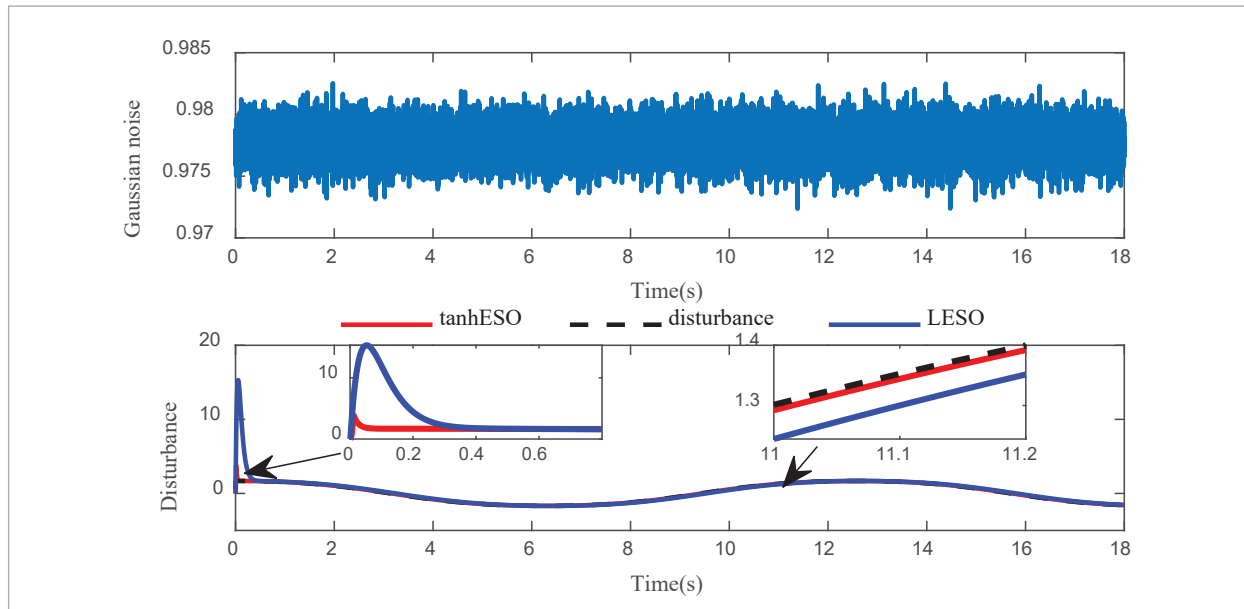 0.985
0.98
0.975
0.97
Gaussian noise
0 2 4 6 8 10 12 14 16 18
Time(s)
tanhESO disturbance LESO
20
10
0
Disturbance
10
0
0 0.2 0.4 0.6
1.4
1.3
11 11.1 11.2
0 2 4 6 8 10 12 14 16 18
Time(s)